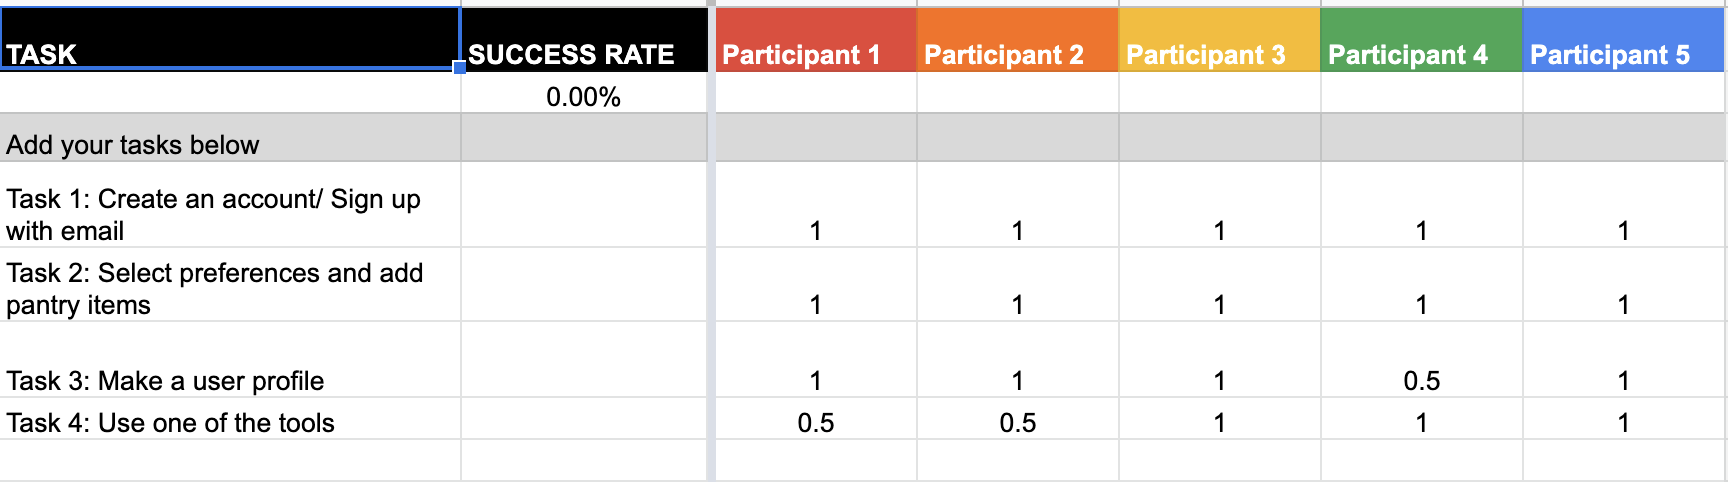 TASK SUCCESS RATE Participant 1 Participant 2 Participant 3 Participant 4 Participant 5
0.00%
Add your tasks below
Task 1: Create an account/ Sign up
with email 1 1 1 1 1
Task 2: Select preferences and add
pantry items 1 1 1 1 1
Task 3: Make a user profile 1 1 1 0.5 1
Task 4: Use one of the tools 0.5 0.5 1 1 1